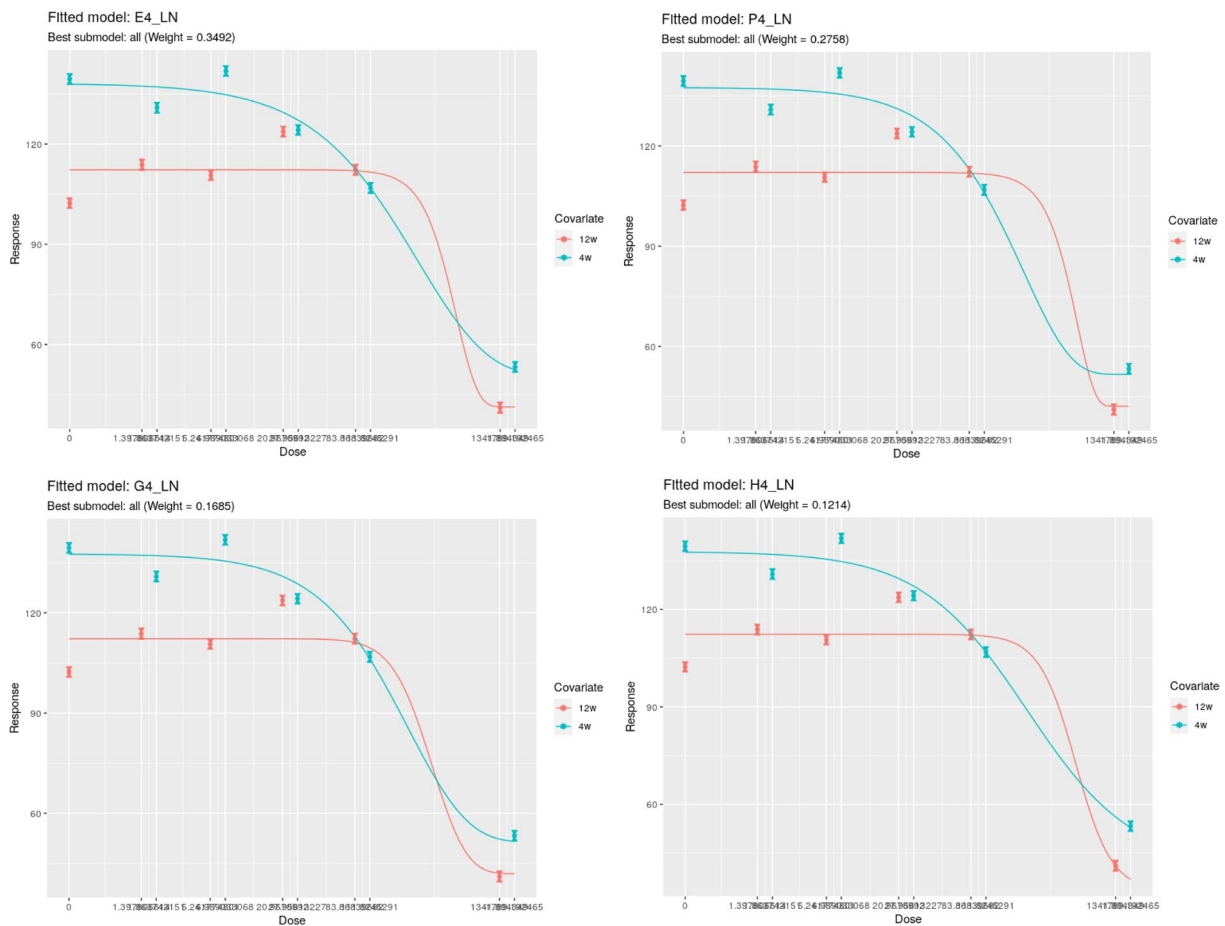 FItted model: E4_LN
Best submodel: all (Weight = 0.3492)
120
90
60
Response
0
Dose
Covariate
12w
4w
FItted model: P4_LN
Best submodel: all (Weight = 0.2758)
120
90
60
Response
0
Dose
Covariate
12w
4w
FItted model: G4_LN
Best submodel: all (Weight = 0.1685)
120
90
60
Response
0
Dose
Covariate
12w
4w
FItted model: H4_LN
Best submodel: all (Weight = 0.1214)
120
90
60
Response
0
Dose
Covariate
12w
4w